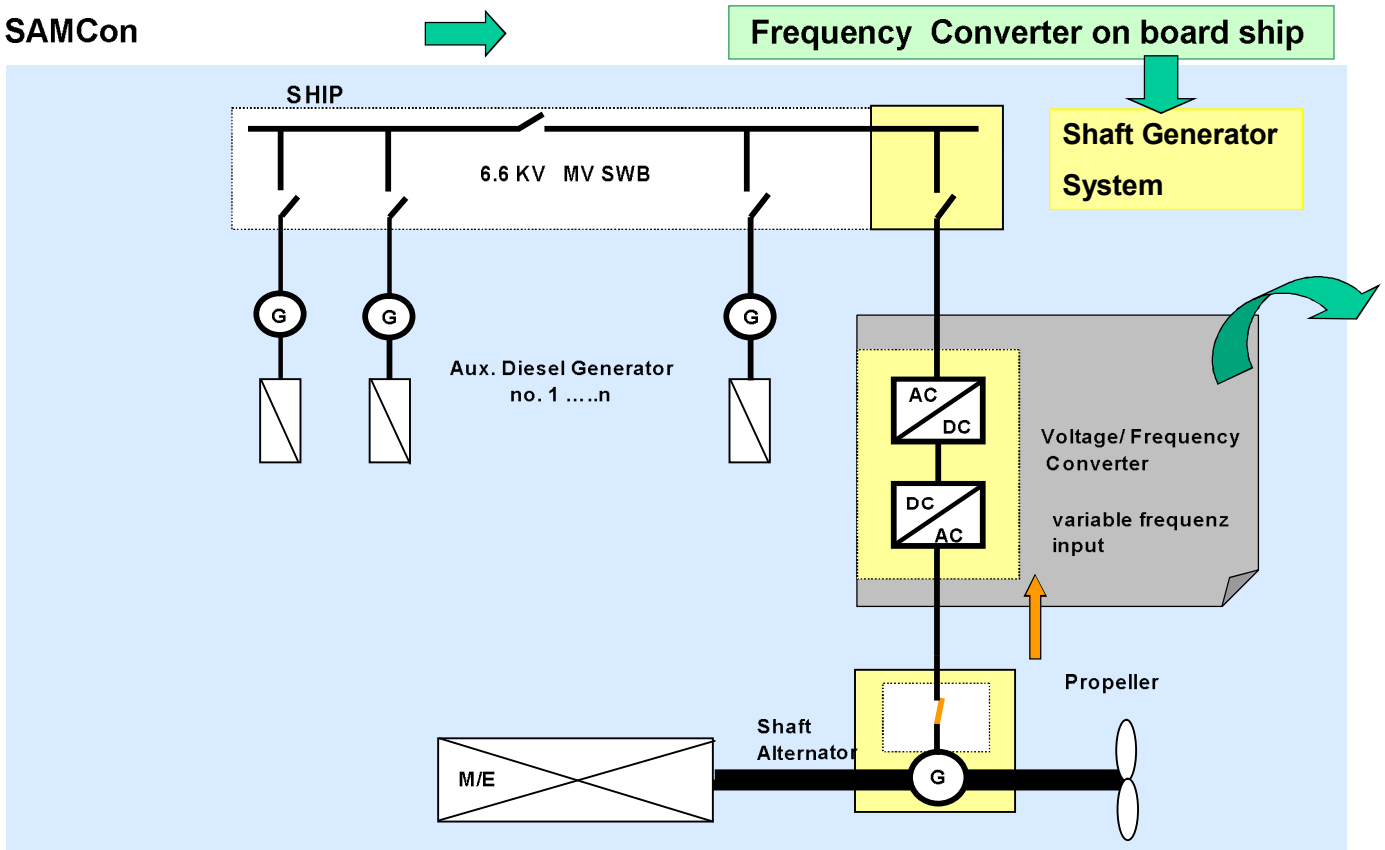 SAMCon
Frequency Converter on board ship
SHIP
Shaft Generator
System
6.6 KV MV SWB
G
G
G
Aux. Diesel Generator
no. 1 .....n
AC
DC
Voltage/ Frequency
Converter
DC
AC
variable frequenz
input
Propeller
Shaft
Alternator
M/E
G